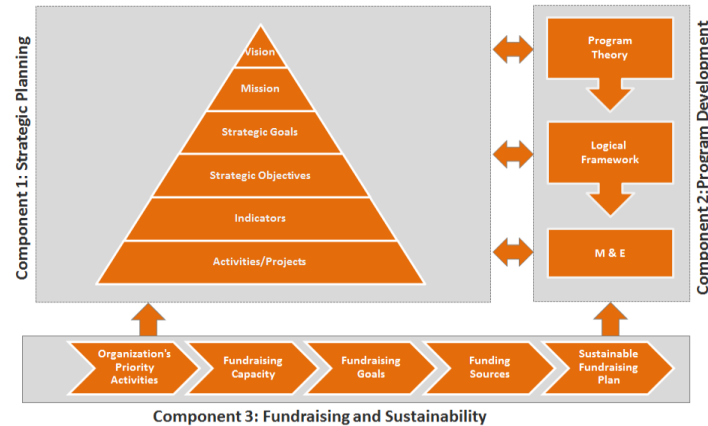 Component 1: Strategic Planning
Vision
Mission
Strategic Goals
Strategic Objectives
Indicators
Activities/Projects
Program
Theory
Logical
Framework
M & E
Component 2:Program Development
Organization's
Priority
Activities
Fundraising
Capacity
Fundraising
Goals
Funding
Sources
Sustainable
Fundraising
Plan
Component 3: Fundraising and Sustainability